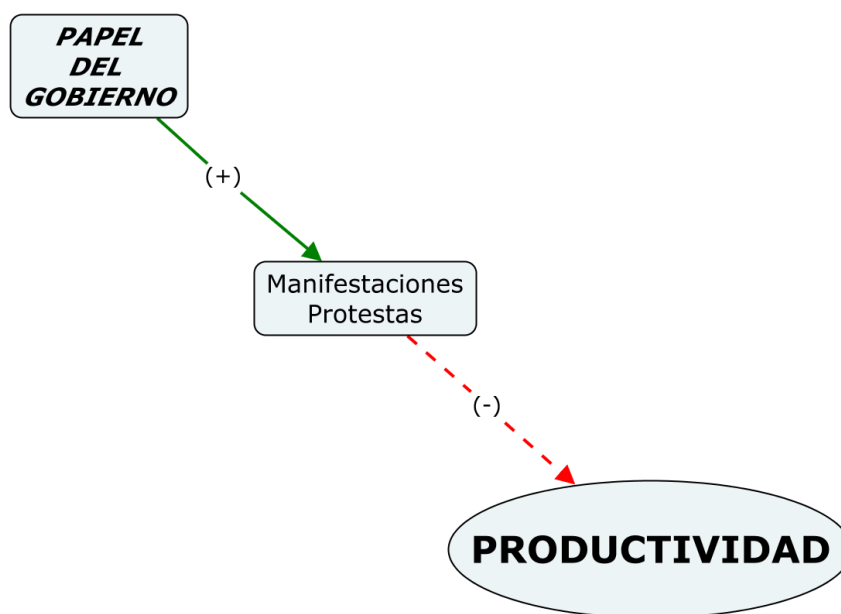 PAPEL
DEL
GOBIERNO
(+)
Manifestaciones
Protestas
(-)
PRODUCTIVIDAD